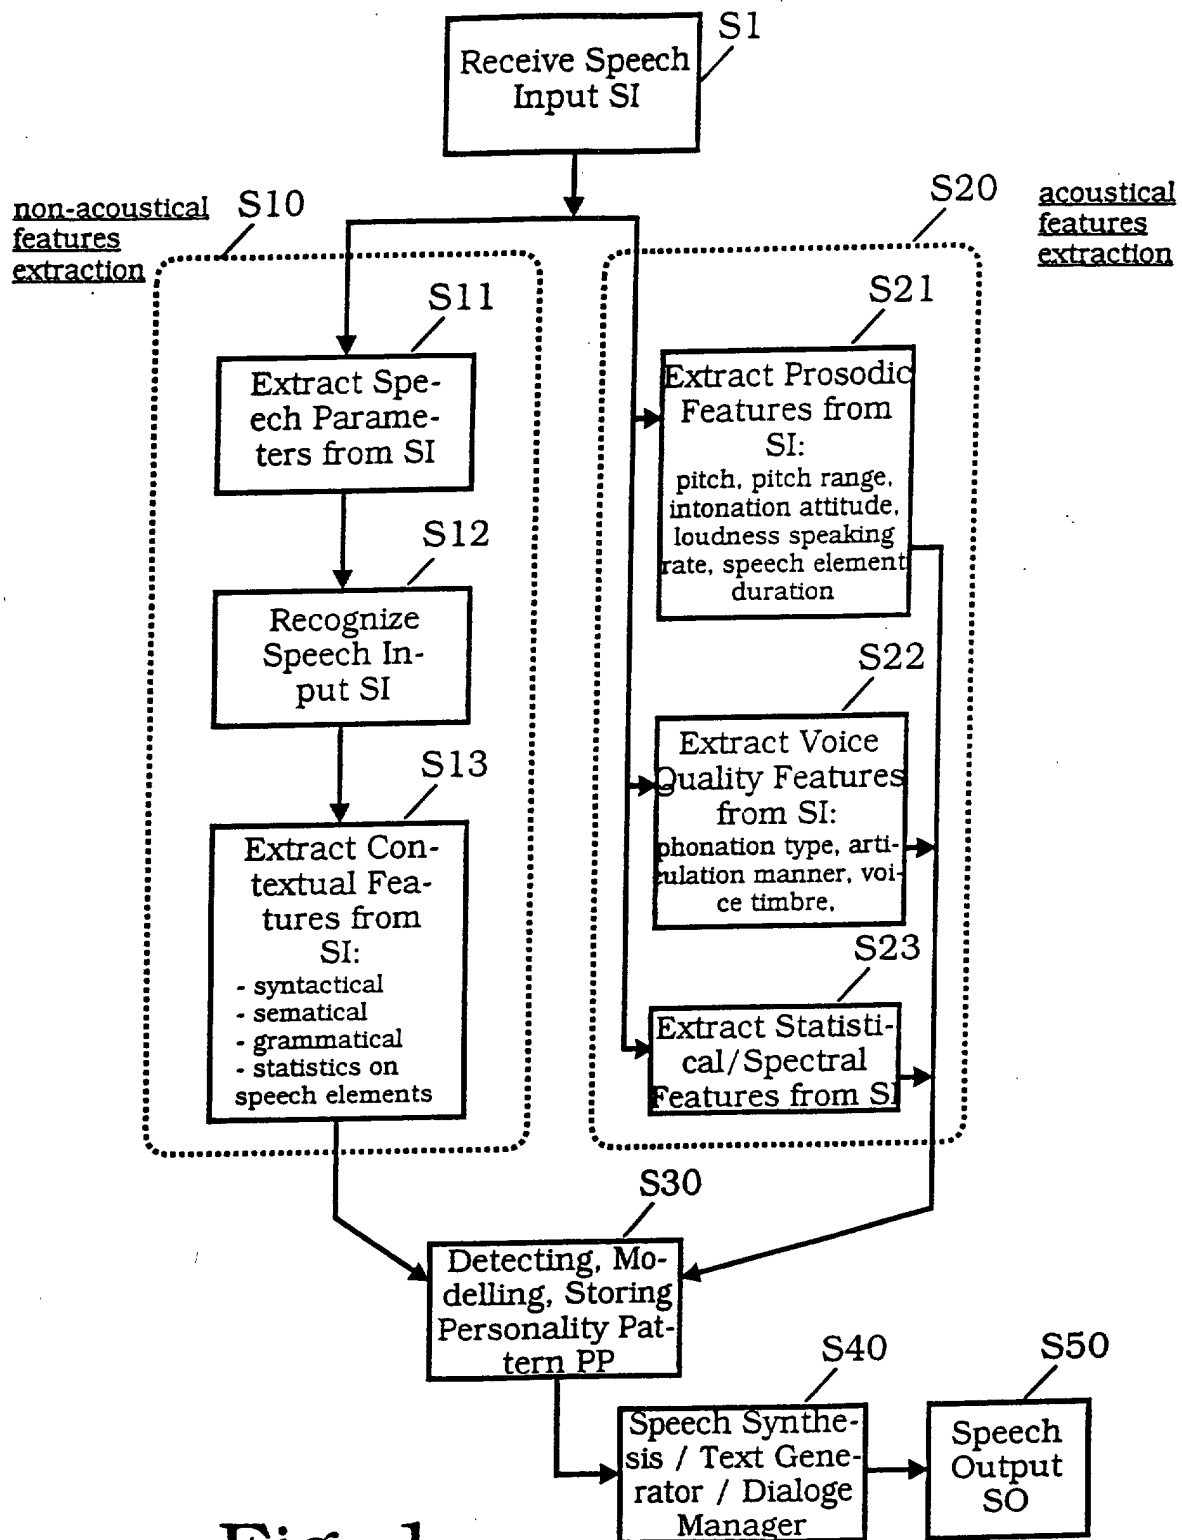 S1
Receive Speech
Input SI
non-acoustical
features
extraction
S10
S11
Extract Spe-
ech Parame-
ters from SI
S12
Recognize
Speech In-
put SI
S13
Extract Con-
textual Fea-
tures from
SI:
- syntactical
- sematical
- grammatical
- statistics on
speech elements
S20
acoustical
features
extraction
S21
Extract Prosodic
Features from
SI:
pitch, pitch range,
intonation attitude,
loudness speaking
rate, speech element
duration
S22
Extract Voice
Quality Features
from SI:
phonation type, arti-
culation manner, voi-
ce timbre,
S23
Extract Statisti-
cal/Spectral
Features from SI
S30
Detecting, Mo-
delling, Storing
Personality Pat-
tern PP
S40
Speech Synthe-
sis / Text Gene-
rator / Dialoge
Manager
S50
Speech
Output
SO
Fig. 1